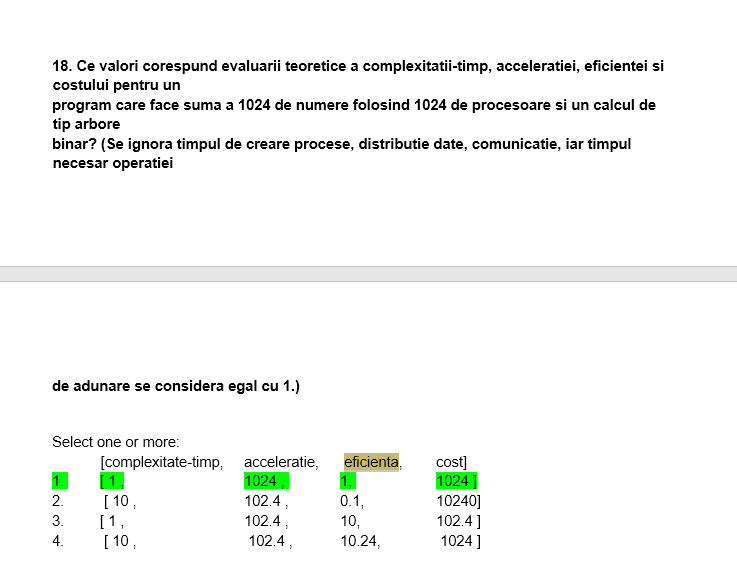 18. Ce valori corespund evaluarii teoretice a complexitatii-timp, acceleratiei, eficientei si
costului pentru un
program care face suma a 1024 de numere folosind 1024 de procesoare si un calcul de
tip arbore
binar? (Se ignora timpul de creare procese, distributie date, comunicatie, iar timpul
necesar operatiei
de adunare se considera egal cu 1.)
Select one or more:
[complexitate-timp, acceleratie, eficienta, cost]
1. [ 1 , 1024 , 1, 1024 ]
2. [ 10 , 102.4 , 0.1, 10240]
3. [ 1 , 102.4 , 10, 102.4 ]
4. [ 10 , 102.4 , 10.24, 1024 ]